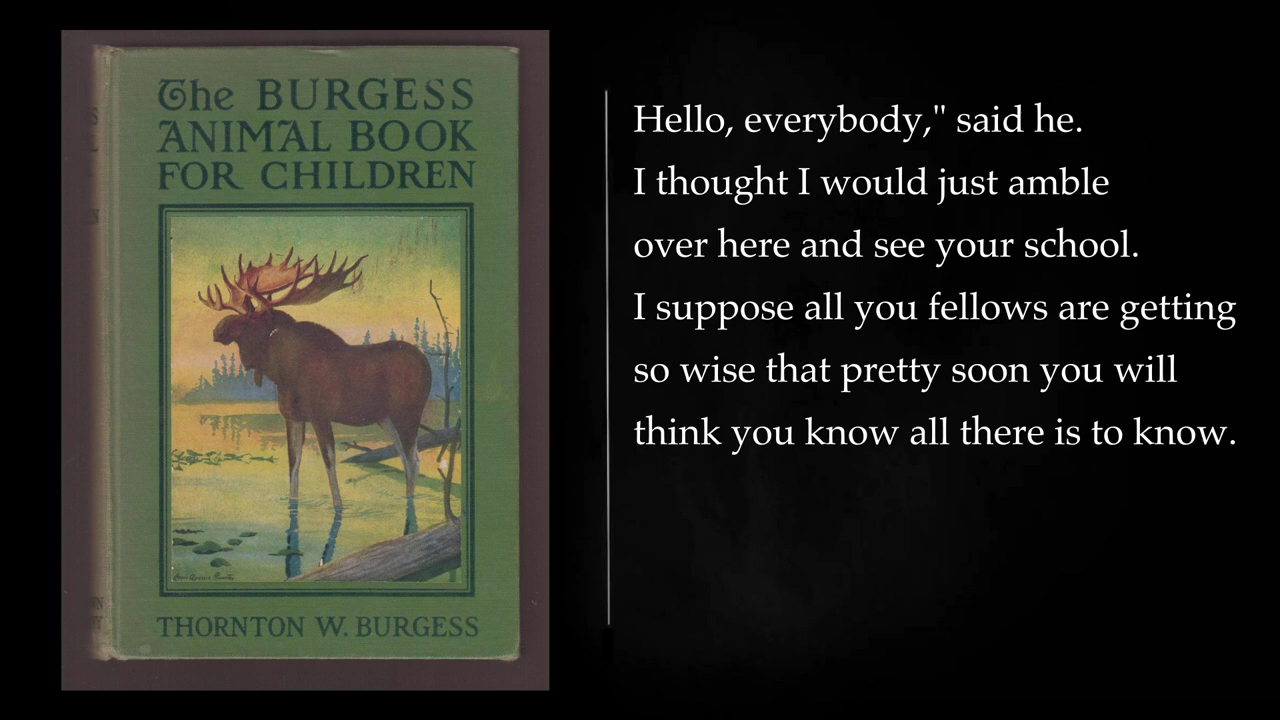 The BURGESS
ANIMAL BOOK
FOR CHILDREN
THORNTON W. BURGESS
Hello, everybody," said he.
I thought I would just amble
over here and see your school.
I suppose all you fellows are getting
so wise that pretty soon you will
think you know all there is to know.